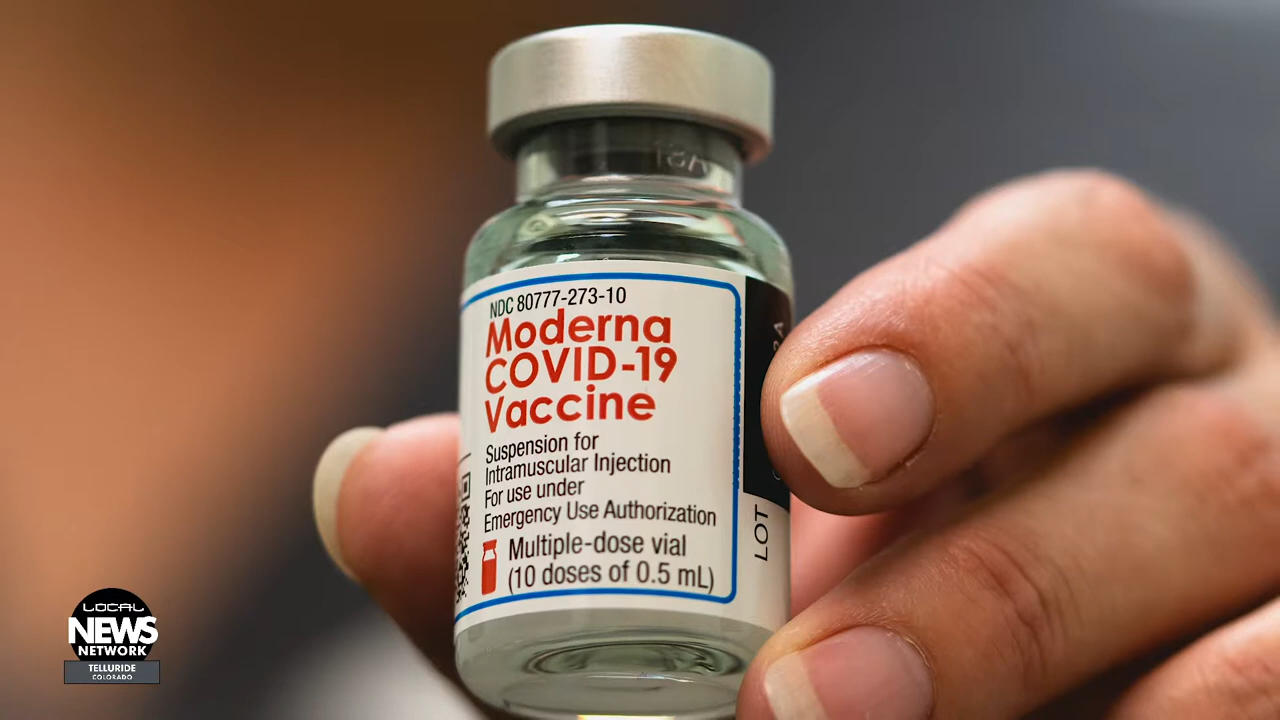 NDC 80777-273-10
Moderna
COVID-19
Vaccine
Suspension for
Intramuscular Injection
For use under
Emergency Use Authorization
Multiple-dose vial
(10 doses of 0.5 mL)
LOT
LOCAL
NEWS
NETWORK
TELLURIDE
COLORADO